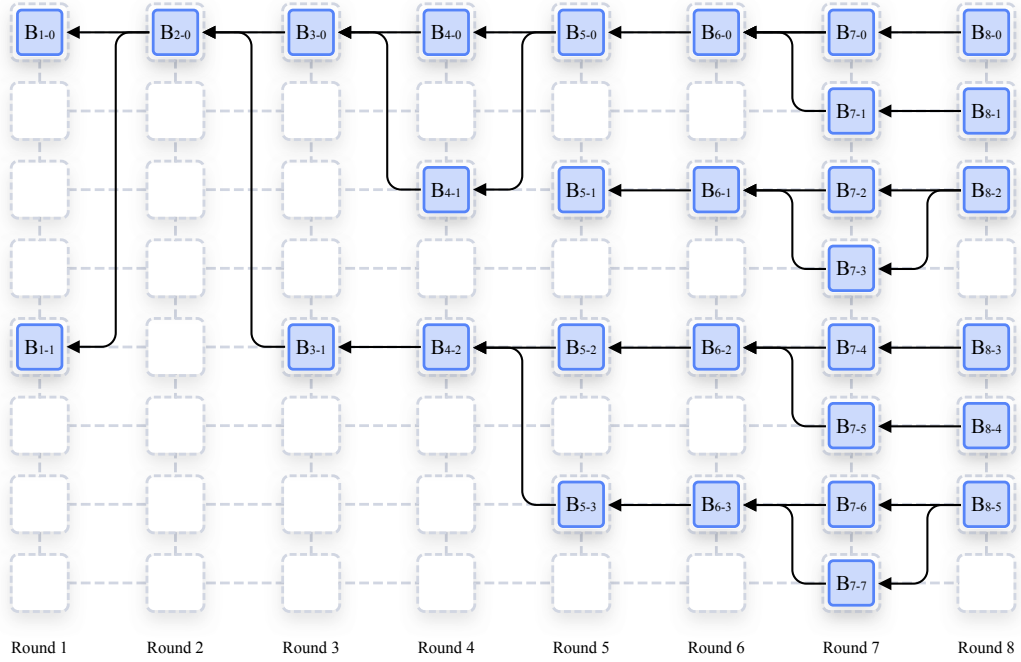 B1-0 B2-0 B3-0 B4-0 B5-0 B6-0 B7-0 B8-0
B7-1 B8-1
B4-1 B5-1 B6-1 B7-2 B8-2
B7-3
B1-1 B3-1 B4-2 B5-2 B6-2 B7-4 B8-3
B7-5 B8-4
B5-3 B6-3 B7-6 B8-5
B7-7
Round 1 Round 2 Round 3 Round 4 Round 5 Round 6 Round 7 Round 8